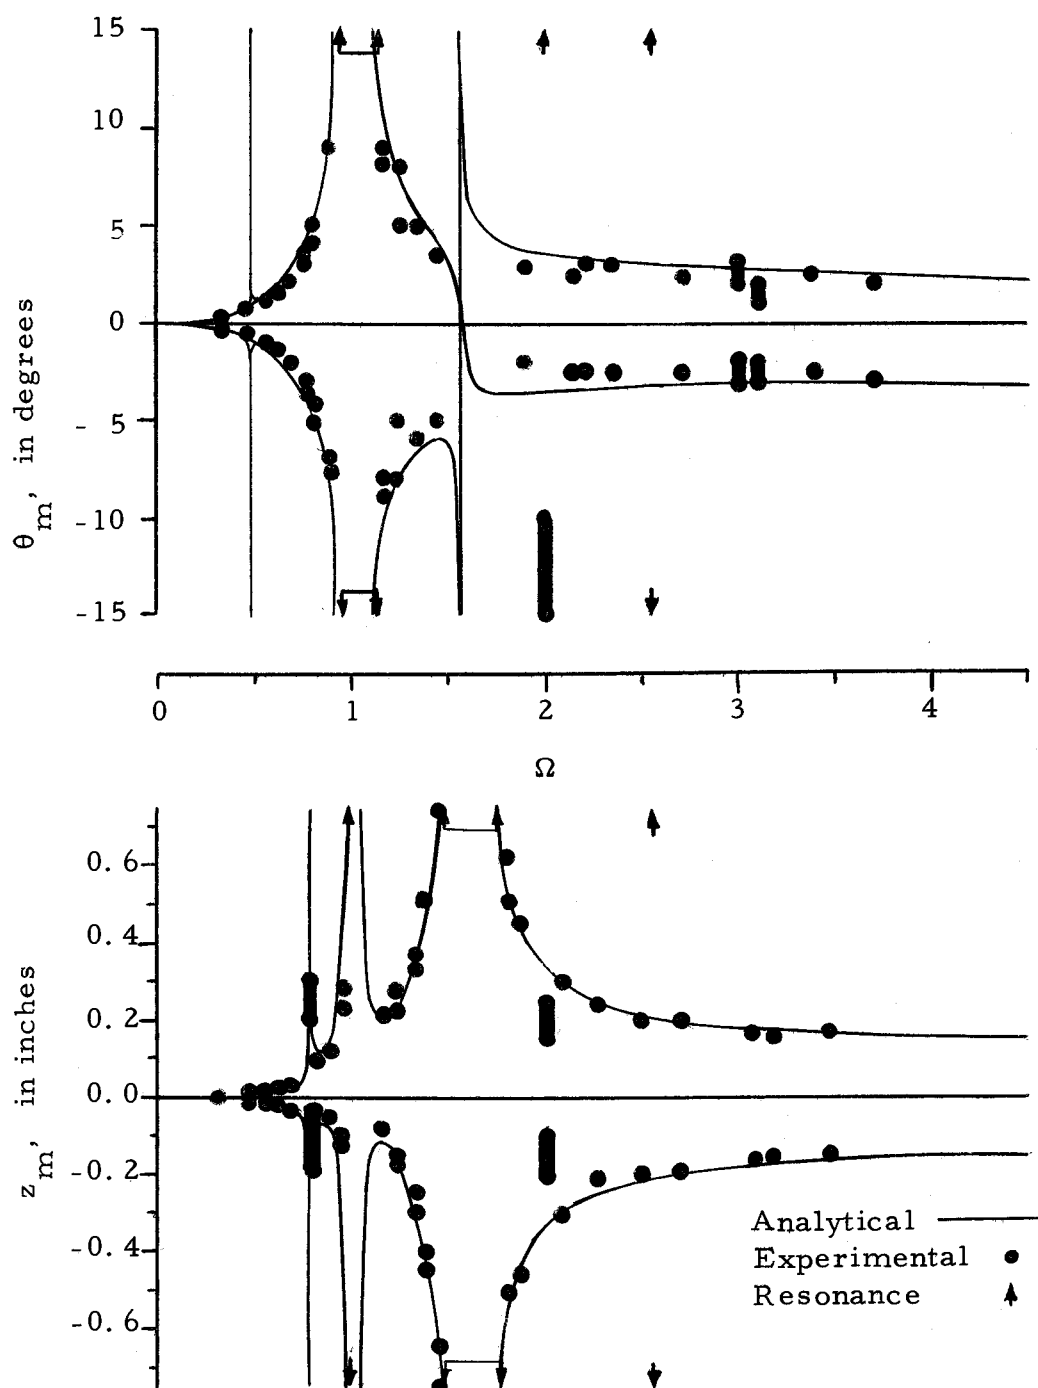 15
10
5
0
- 5
-10
-15
θm, in degrees
0 1 2 3 4
Ω
0.6
0.4
0.2
0.0
-0.2
-0.4
-0.6
zm, in inches
Analytical
Experimental
Resonance